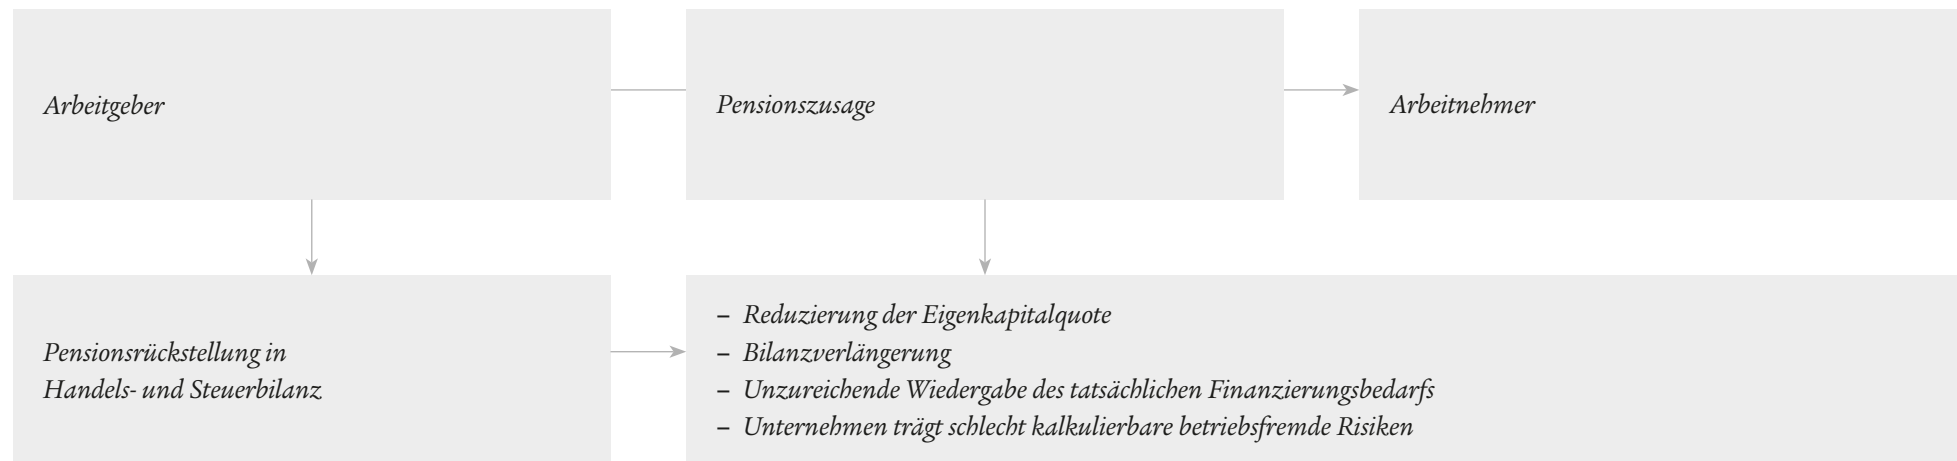 Arbeitgeber
Pensionszusage
Arbeitnehmer
Pensionsrückstellung in
Handels- und Steuerbilanz
– Reduzierung der Eigenkapitalquote
– Bilanzverlängerung
– Unzureichende Wiedergabe des tatsächlichen Finanzierungsbedarfs
– Unternehmen trägt schlecht kalkulierbare betriebsfremde Risiken